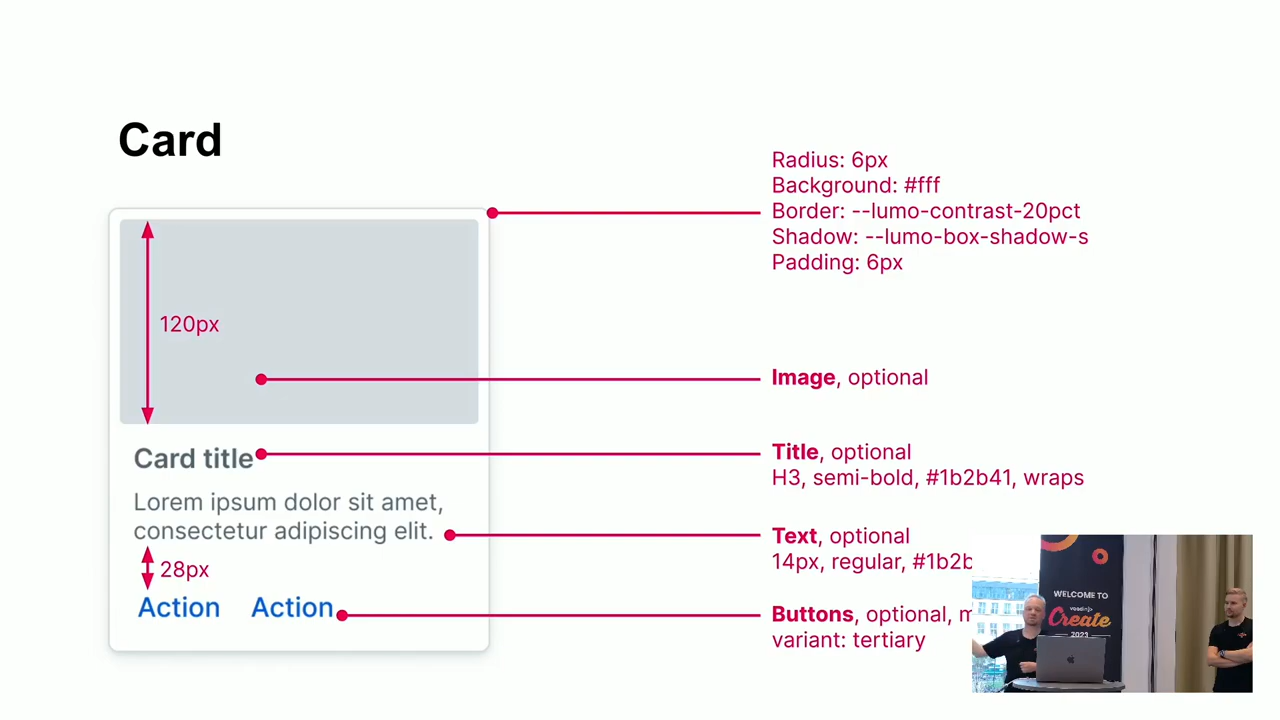 Card
Radius: 6px
Background: #fff
Border: --lumo-contrast-20pct
Shadow: --lumo-box-shadow-s
Padding: 6px
120px
Image, optional
Card title
Title, optional
H3, semi-bold, #1b2b41, wraps
Lorem ipsum dolor sit amet,
consectetur adipiscing elit.
Text, optional
14px, regular, #1b2b
28px
Action Action
Buttons, optional, m
variant: tertiary
WELCOME TO
vaadin}>
Create
2023